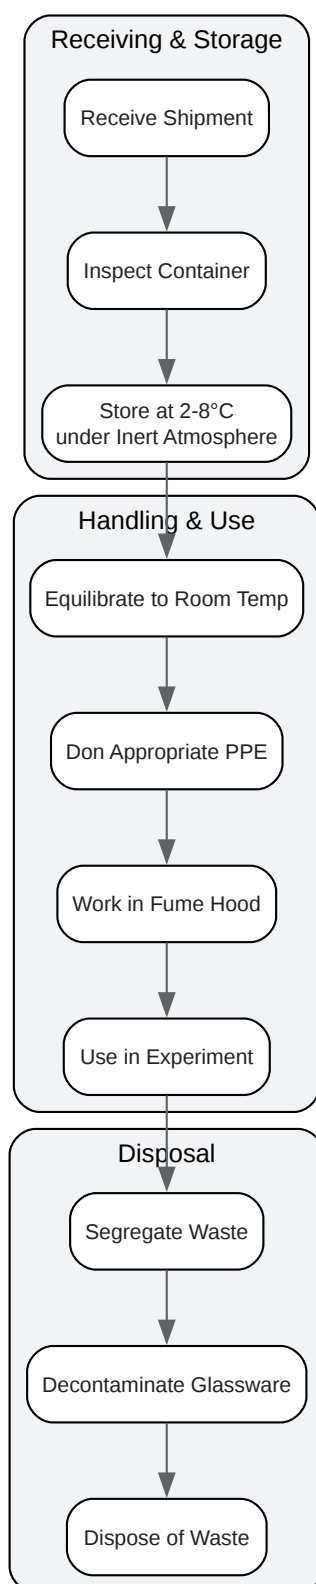 Receiving & Storage
Receive Shipment
Inspect Container
Store at 2-8°C
under Inert Atmosphere
Handling & Use
Equilibrate to Room Temp
Don Appropriate PPE
Work in Fume Hood
Use in Experiment
Disposal
Segregate Waste
Decontaminate Glassware
Dispose of Waste